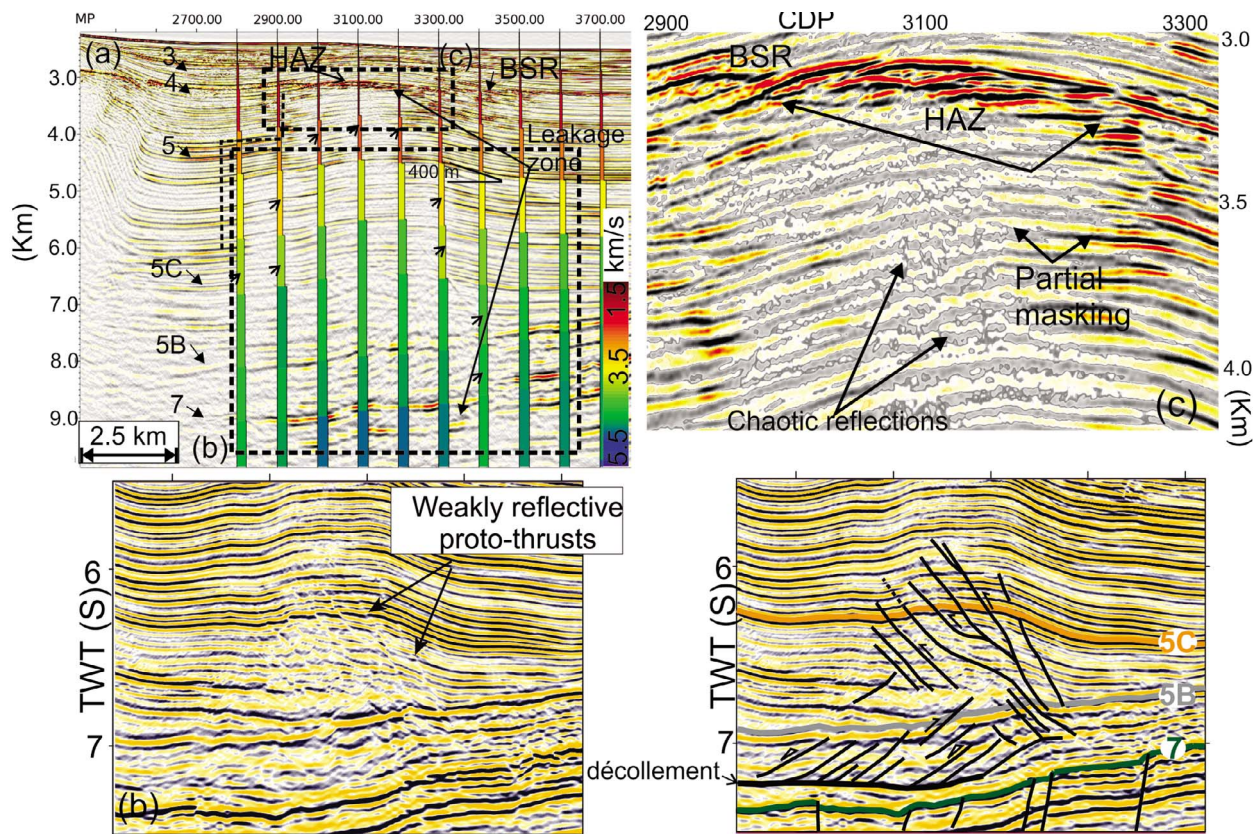 MP 2700.00 2900.00 3100.00 3300.00 3500.00 3700.00
(a)
3
HAZ
(c)
BSR
3.0
4
4.0
Leakage
zone
5
400 m
5.0
(Km)
6.0
5C
7.0
5B
8.0
7
9.0
2.5 km
(b)
km/s
1.5
3.5
5.5
2900 CDP 3100 3300
3.0
BSR
HAZ
3.5
Partial
masking
4.0
Chaotic reflections
(c)
(Km)
Weakly reflective
proto-thrusts
6
TWT (S)
7
(b)
6
TWT (S)
5C
5B
7
7
décollement